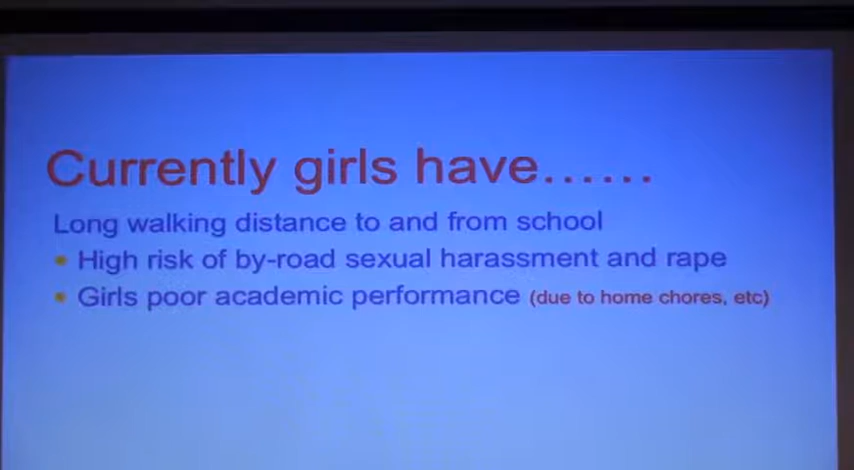 Currently girls have......
Long walking distance to and from school
• High risk of by-road sexual harassment and rape
• Girls poor academic performance (due to home chores, etc)